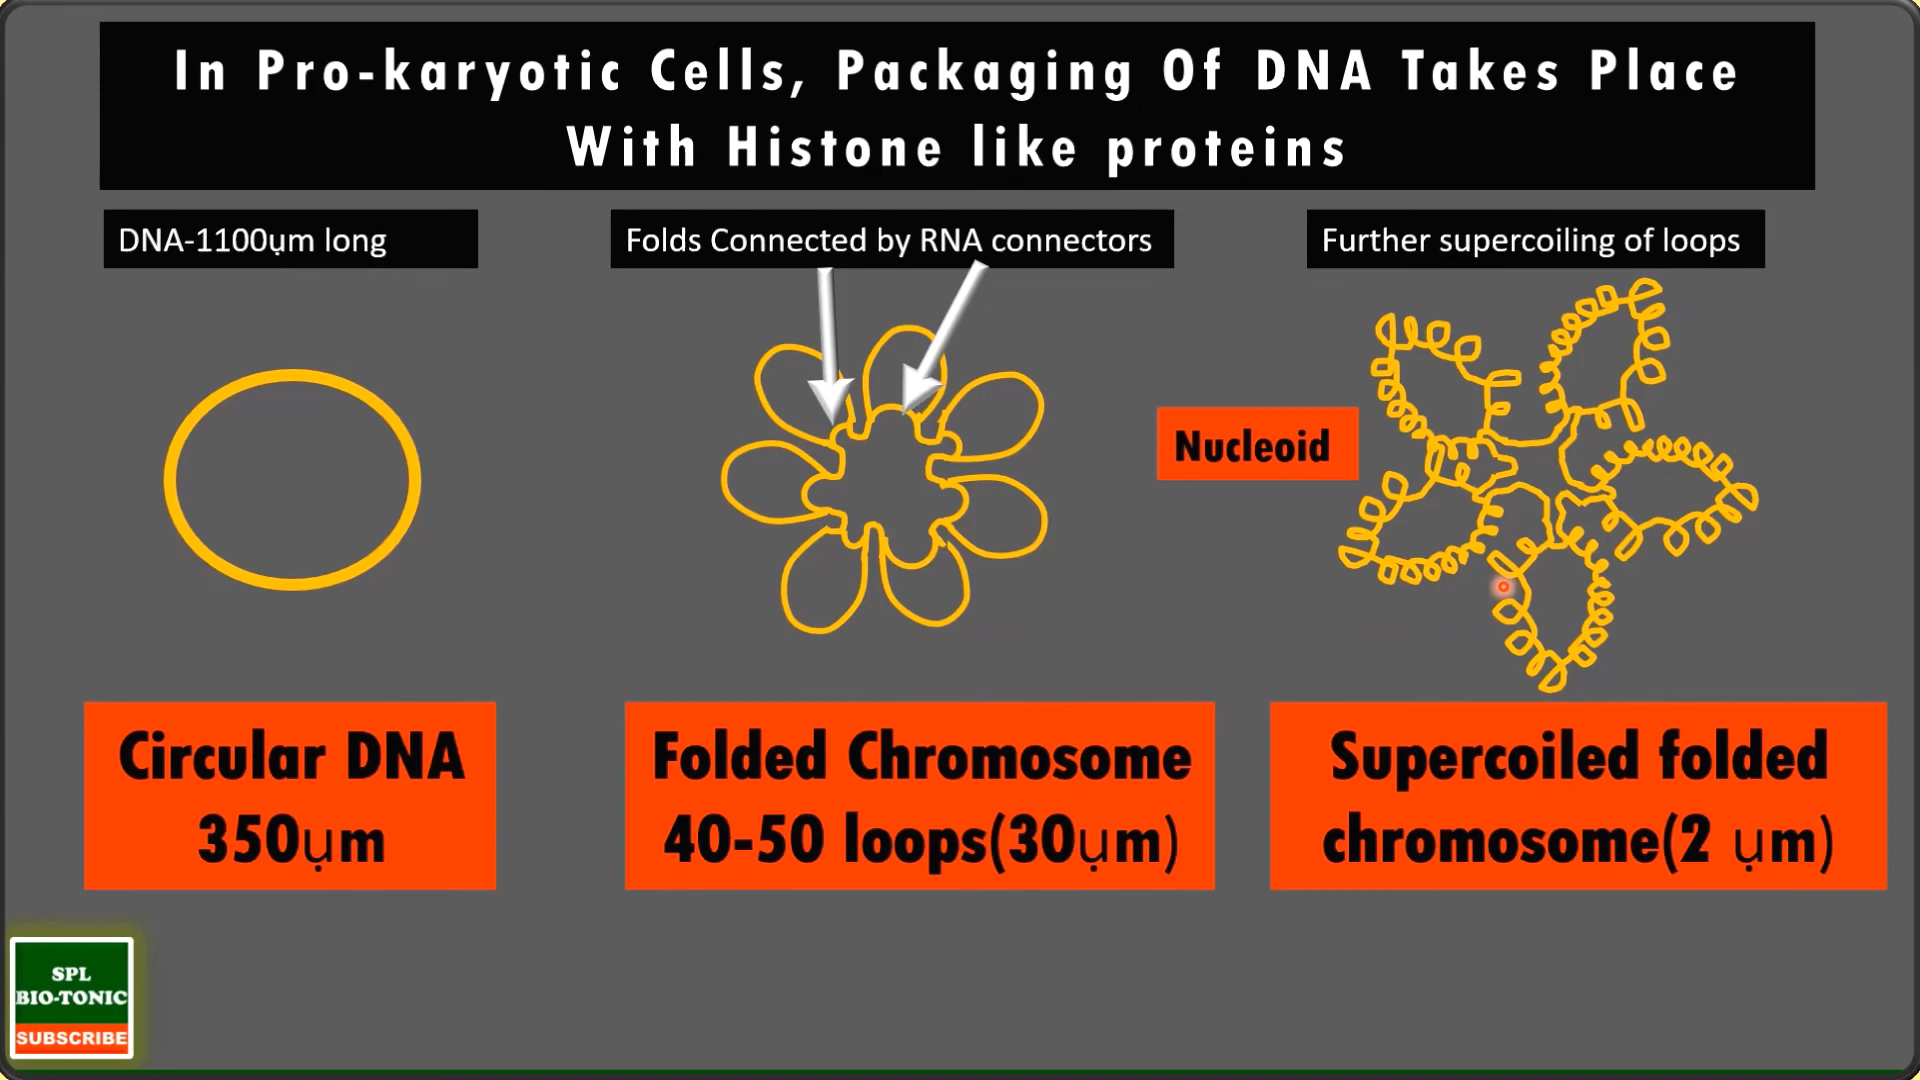 In Pro-karyotic Cells, Packaging Of DNA Takes Place
With Histone like proteins
DNA-1100ụm long
Folds Connected by RNA connectors
Further supercoiling of loops
Nucleoid
Circular DNA
350ụm
Folded Chromosome
40-50 loops(30ụm)
Supercoiled folded
chromosome(2 ụm)
SPL
BIO-TONIC
SUBSCRIBE